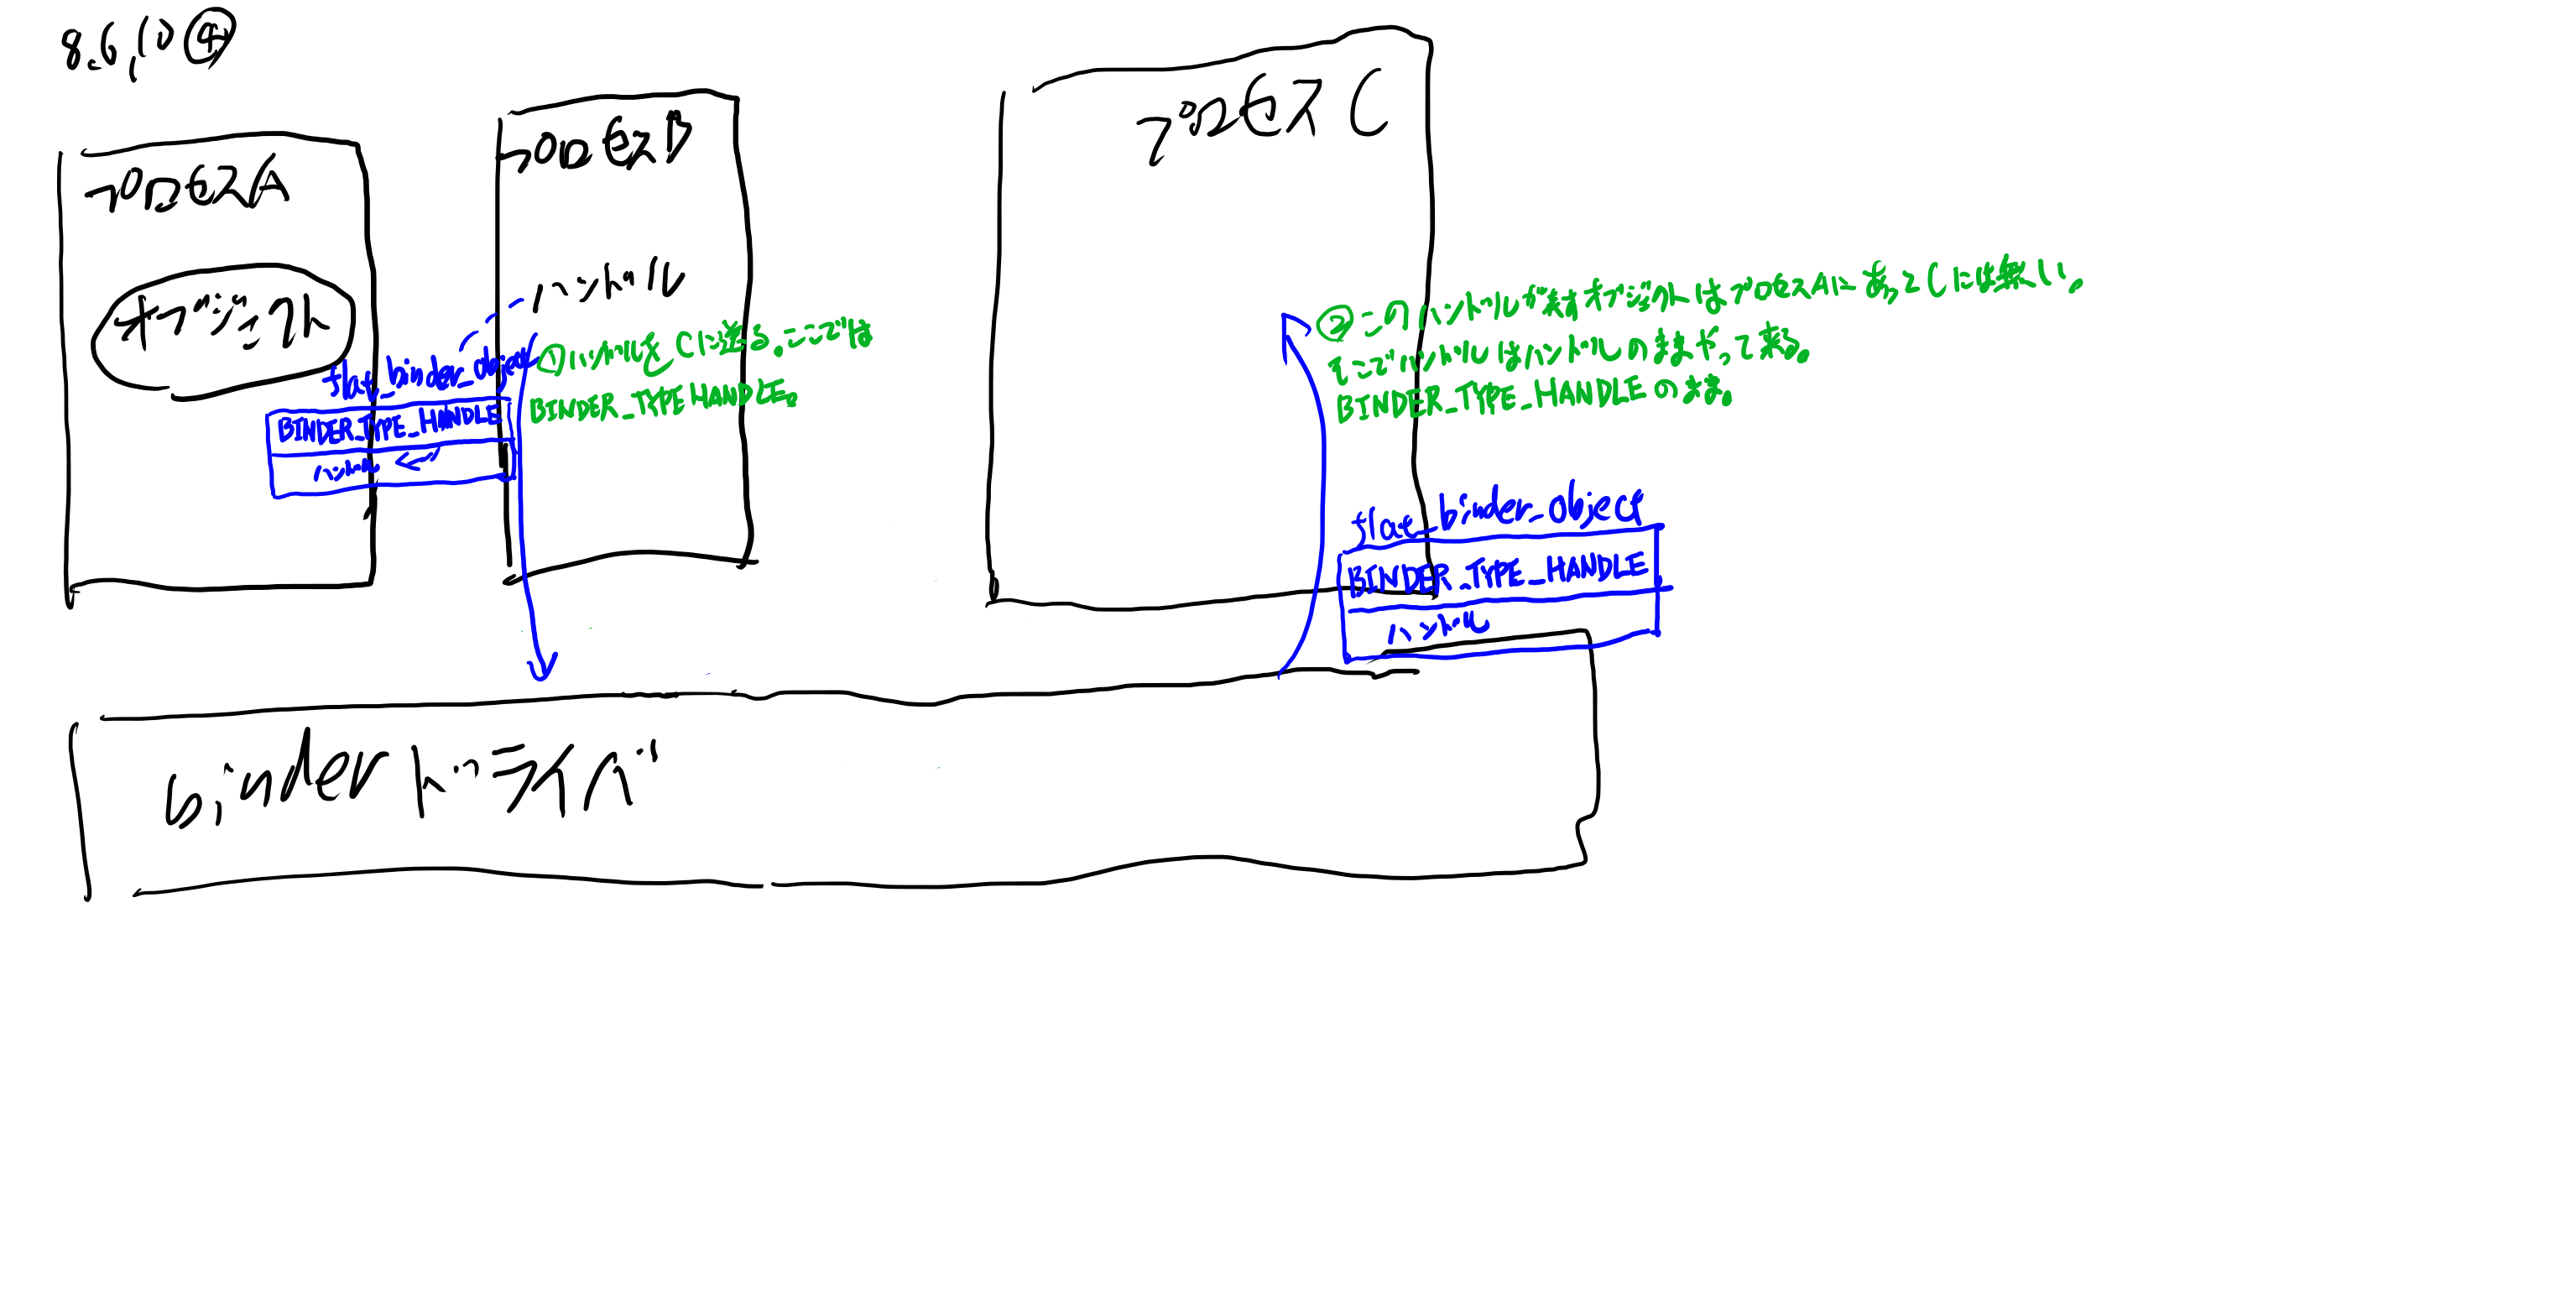 8.6.10 ④
プロセスA
プロセスB
プロセス C
オブジェクト
ハンドル
flat_binder_object
BINDER_TYPE_HANDLE
ハンドル
①ハンドルを Cに送る。ここでは
BINDER_TYPE HANDLE。
②このハンドルが表すオブジェクトはプロセスAにあってCには無い。
そこでハンドルはハンドルのままやって来る。
BINDER_TYPE_HANDLEのまま。
flat_binder_object
BINDER_TYPE_HANDLE
ハンドル
binderドライバ